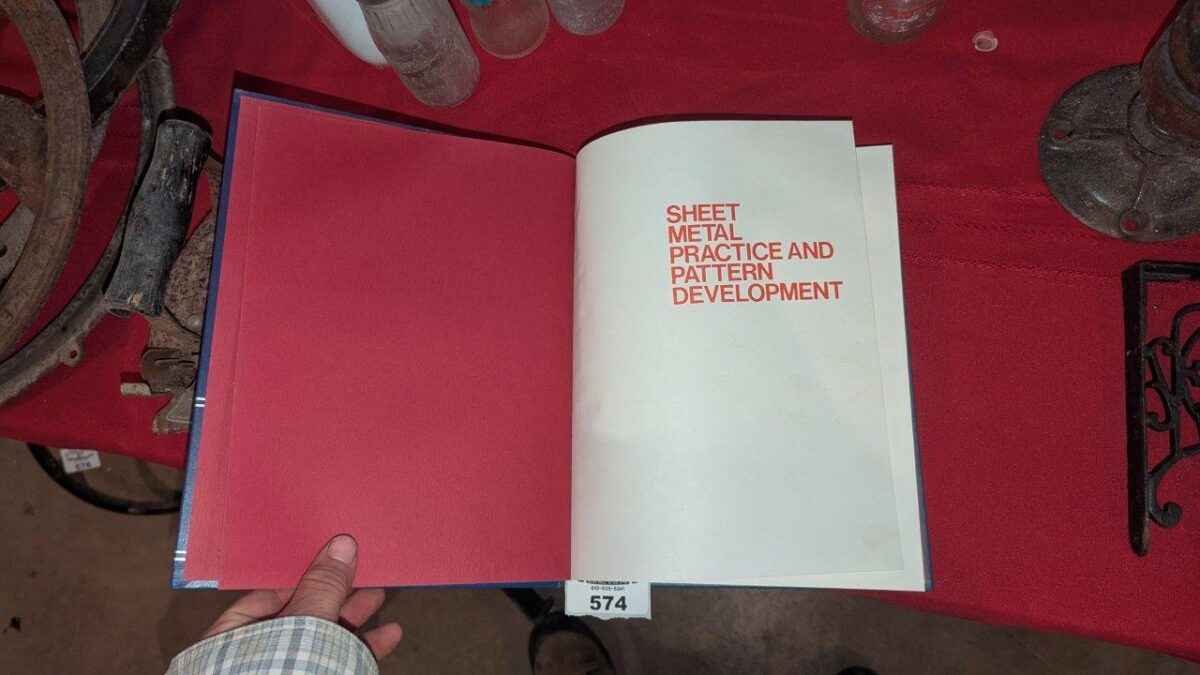 SHEET
METAL
PRACTICE AND
PATTERN
DEVELOPMENT
574